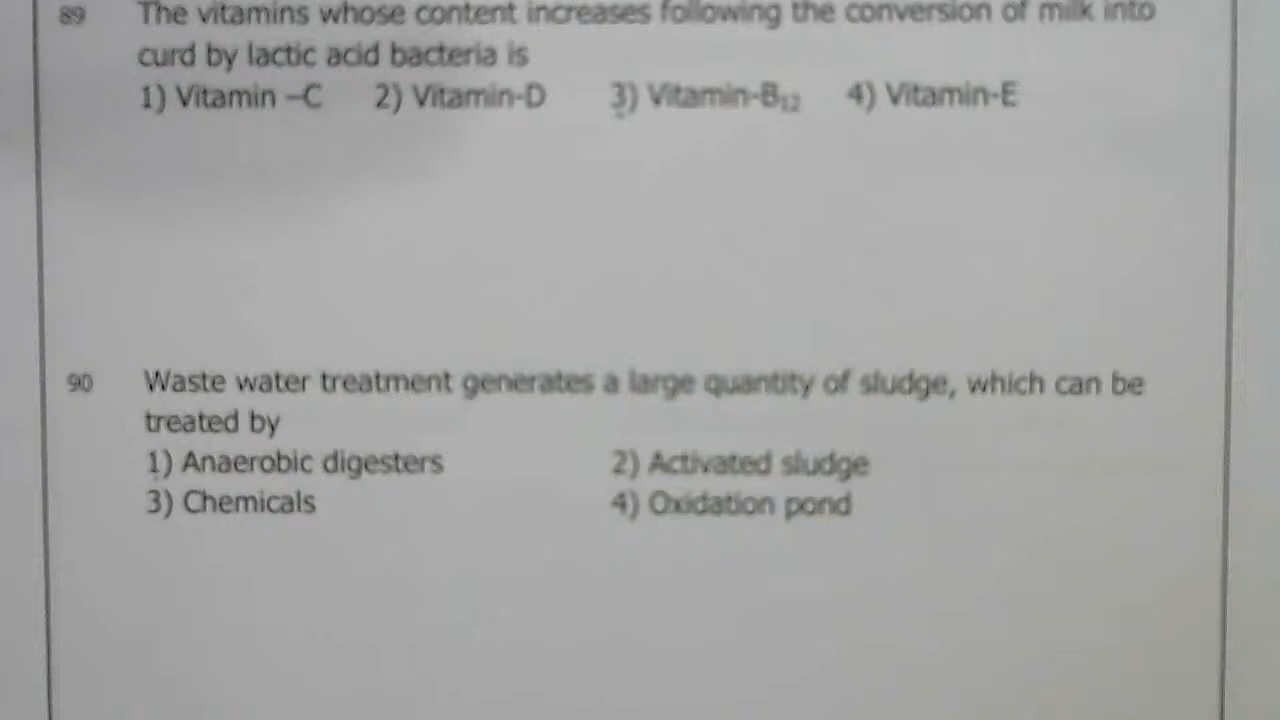 89 The vitamins whose content increases following the conversion of milk into
curd by lactic acid bacteria is
1) Vitamin –C 2) Vitamin-D 3) Vitamin-B₁₂ 4) Vitamin-E
90 Waste water treatment generates a large quantity of sludge, which can be
treated by
1) Anaerobic digesters 2) Activated sludge
3) Chemicals 4) Oxidation pond